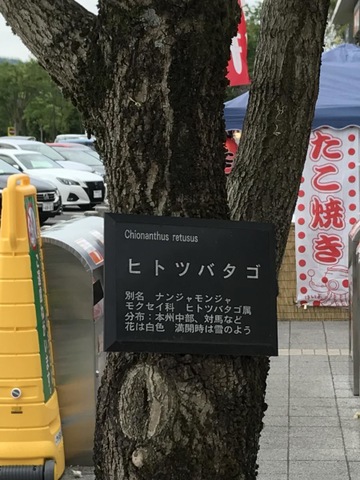 Chionanthus retusus
ヒトツバタゴ
別名 ナンジャモンジャ
モクセイ科 ヒトツバタゴ属
分布：本州中部、対馬など
花は白色 満開時は雪のよう
たこ焼き